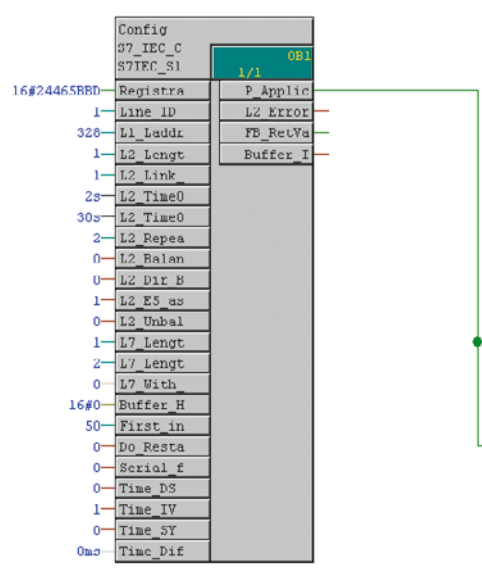 Config
S7_IEC_C
S7IEC_S1
OB1
1/1
16#24465BBD Registra P_Applic
1 Line_ID L2_Error
328 L1_Laddr FB_RetVa
1 L2_Lengt Buffer_I
1 L2_Link_
2s L2_TimeO
30s L2_TimeO
2 L2_Repea
0 L2_Balan
0 L2_Dir_B
1 L2_E5_as
0 L2_Unbal
1 L7_Lengt
2 L7_Lengt
0 L7_With_
16#0 Buffer_H
50 First_in
0 Do_Resta
0 Serial_f
0 Time_DS
1 Time_IV
0 Time_SY
0ms Time_Dif